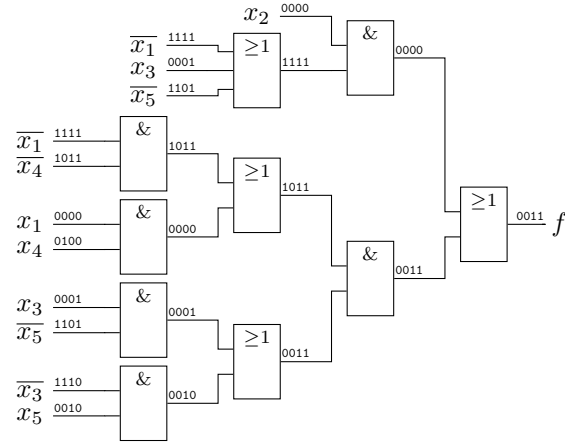 x₂ 0000
& 0000
x̅₁ 1111
x₃ 0001
x̅₅ 1101
≥1 1111
x̅₁ 1111
x̅₄ 1011
& 1011
x₁ 0000
x₄ 0100
& 0000
≥1 1011
x₃ 0001
x̅₅ 1101
& 0001
x̅₃ 1110
x₅ 0010
& 0010
≥1 0011
& 0011
≥1 0011 f